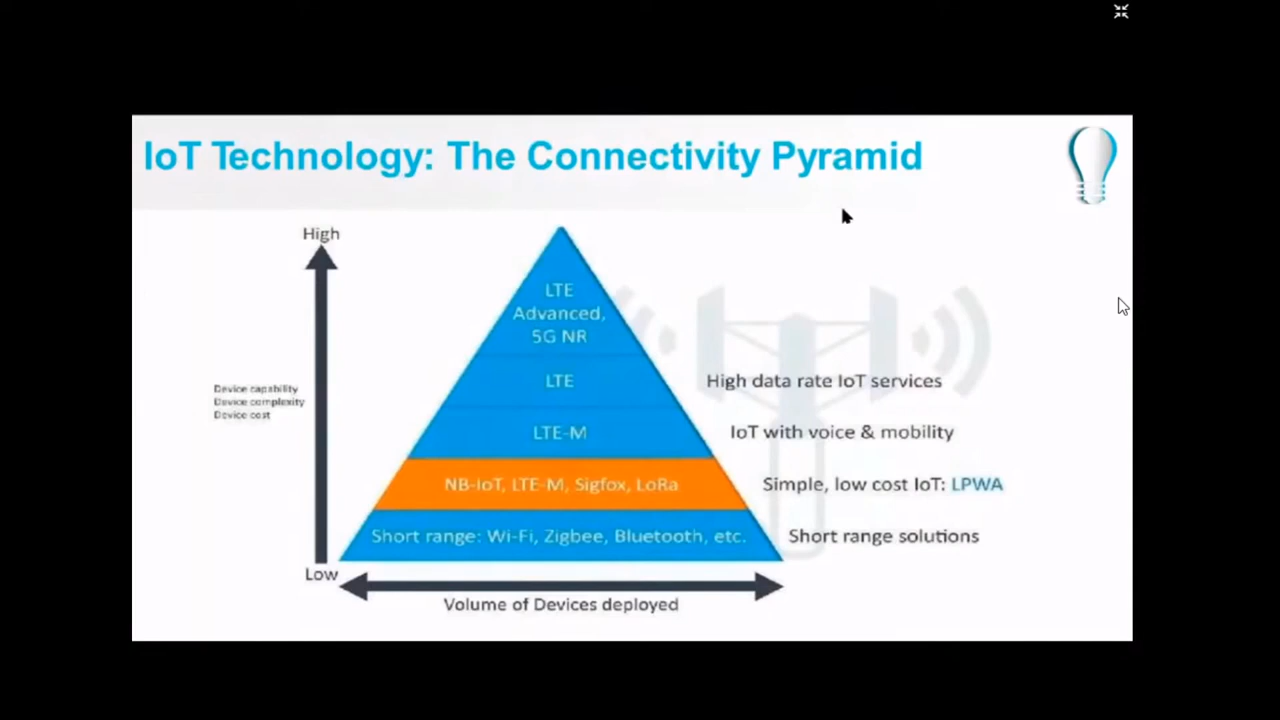 IoT Technology: The Connectivity Pyramid
High
LTE
Advanced,
5G NR
Device capability
Device complexity
Device cost
LTE
High data rate IoT services
LTE-M
IoT with voice & mobility
NB-IoT, LTE-M, Sigfox, LoRa
Simple, low cost IoT: LPWA
Short range: Wi-Fi, Zigbee, Bluetooth, etc.
Short range solutions
Low
Volume of Devices deployed